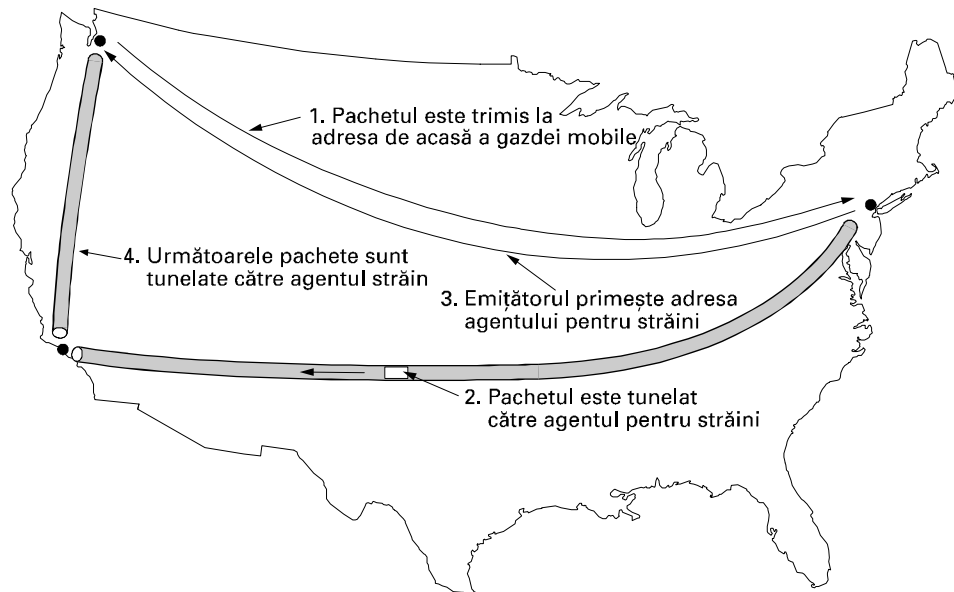 1. Pachetul este trimis la
adresa de acasă a gazdei mobile
4. Următoarele pachete sunt
tunelate către agentul străin
3. Emițătorul primește adresa
agentului pentru străini
2. Pachetul este tunelat
către agentul pentru străini